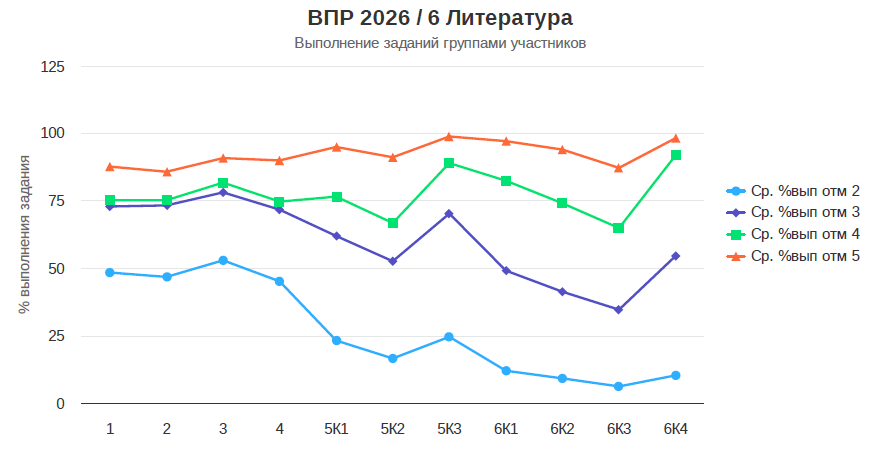 ВПР 2026 / 6 Литература
Выполнение заданий группами участников
% выполнения задания
125
100
75
50
25
0
1 2 3 4 5К1 5К2 5К3 6К1 6К2 6К3 6К4
Ср. %вып отм 2
Ср. %вып отм 3
Ср. %вып отм 4
Ср. %вып отм 5